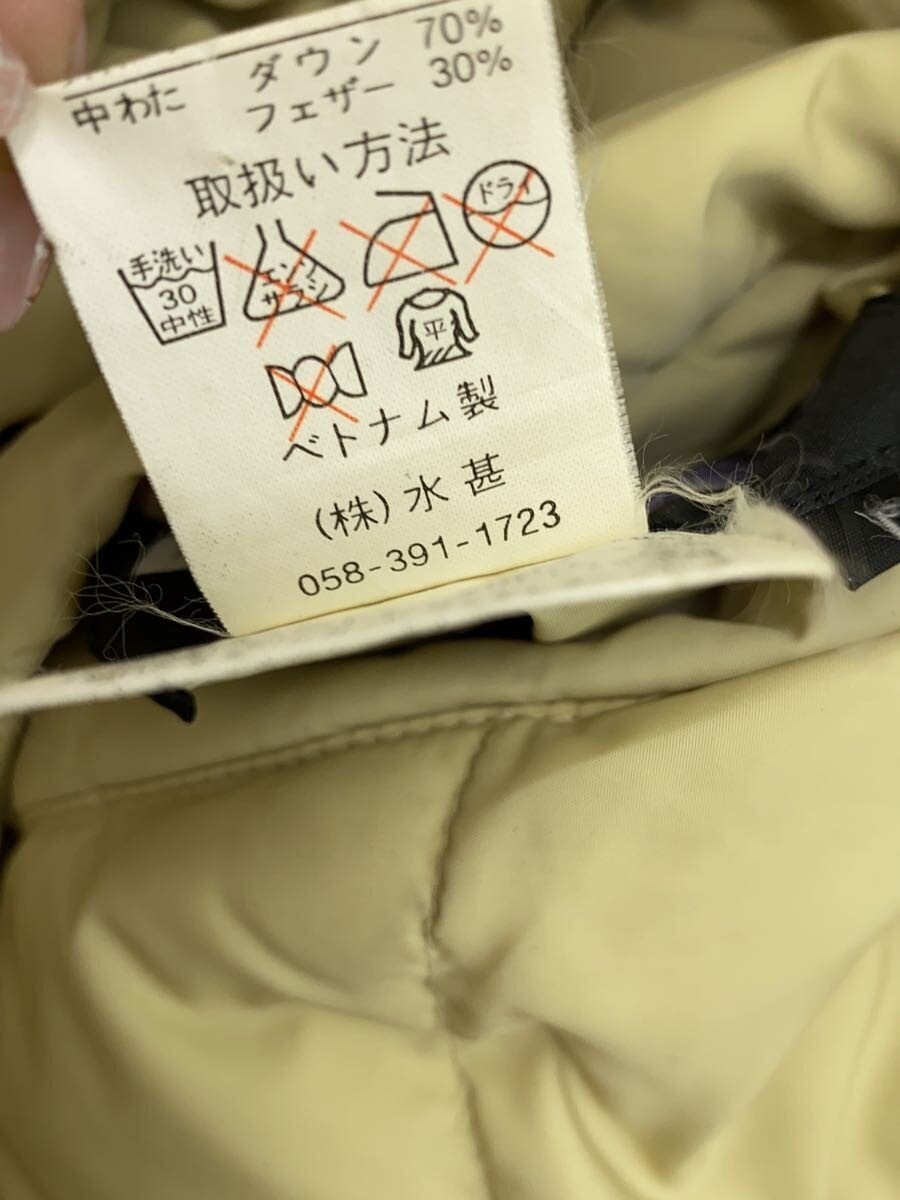 中わた ダウン 70%
フェザー 30%
取扱い方法
手洗い
30
中性
エンソ
サラシ
ドライ
平
ベトナム製
(株)水甚
058-391-1723